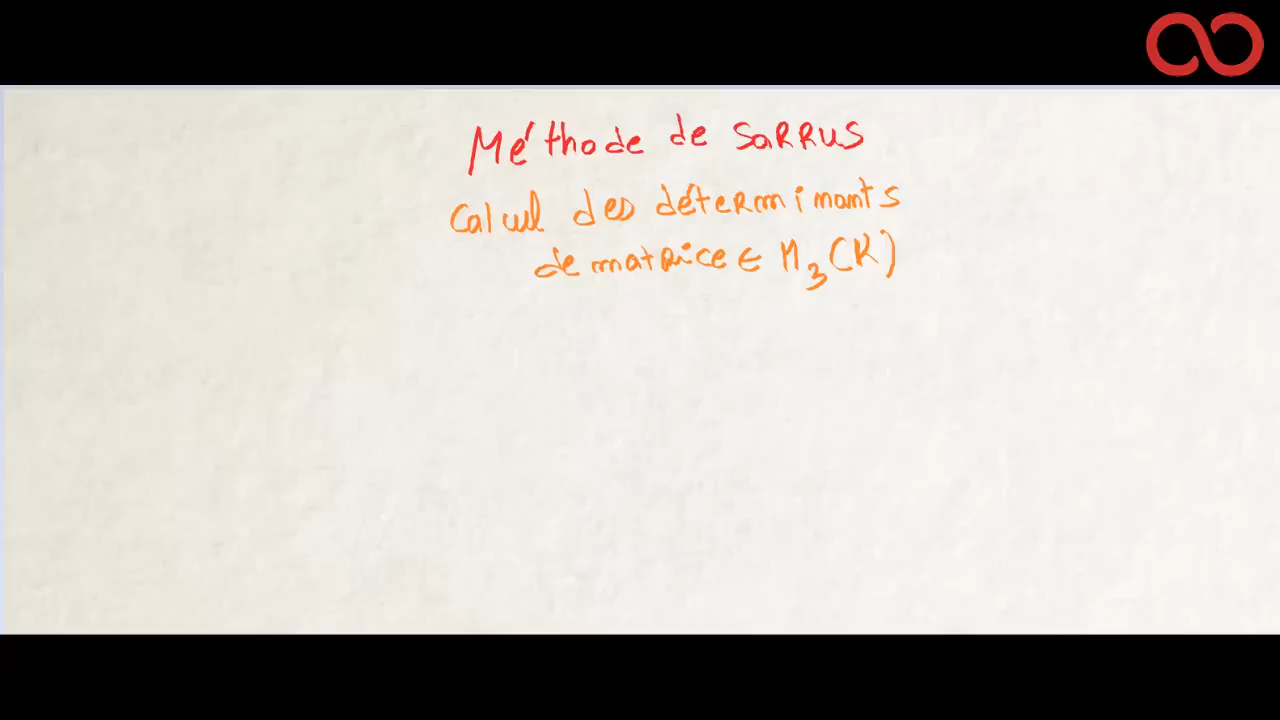 Méthode de SARRUS
Calcul des déterminants
de matrice ∈ M₃(K)